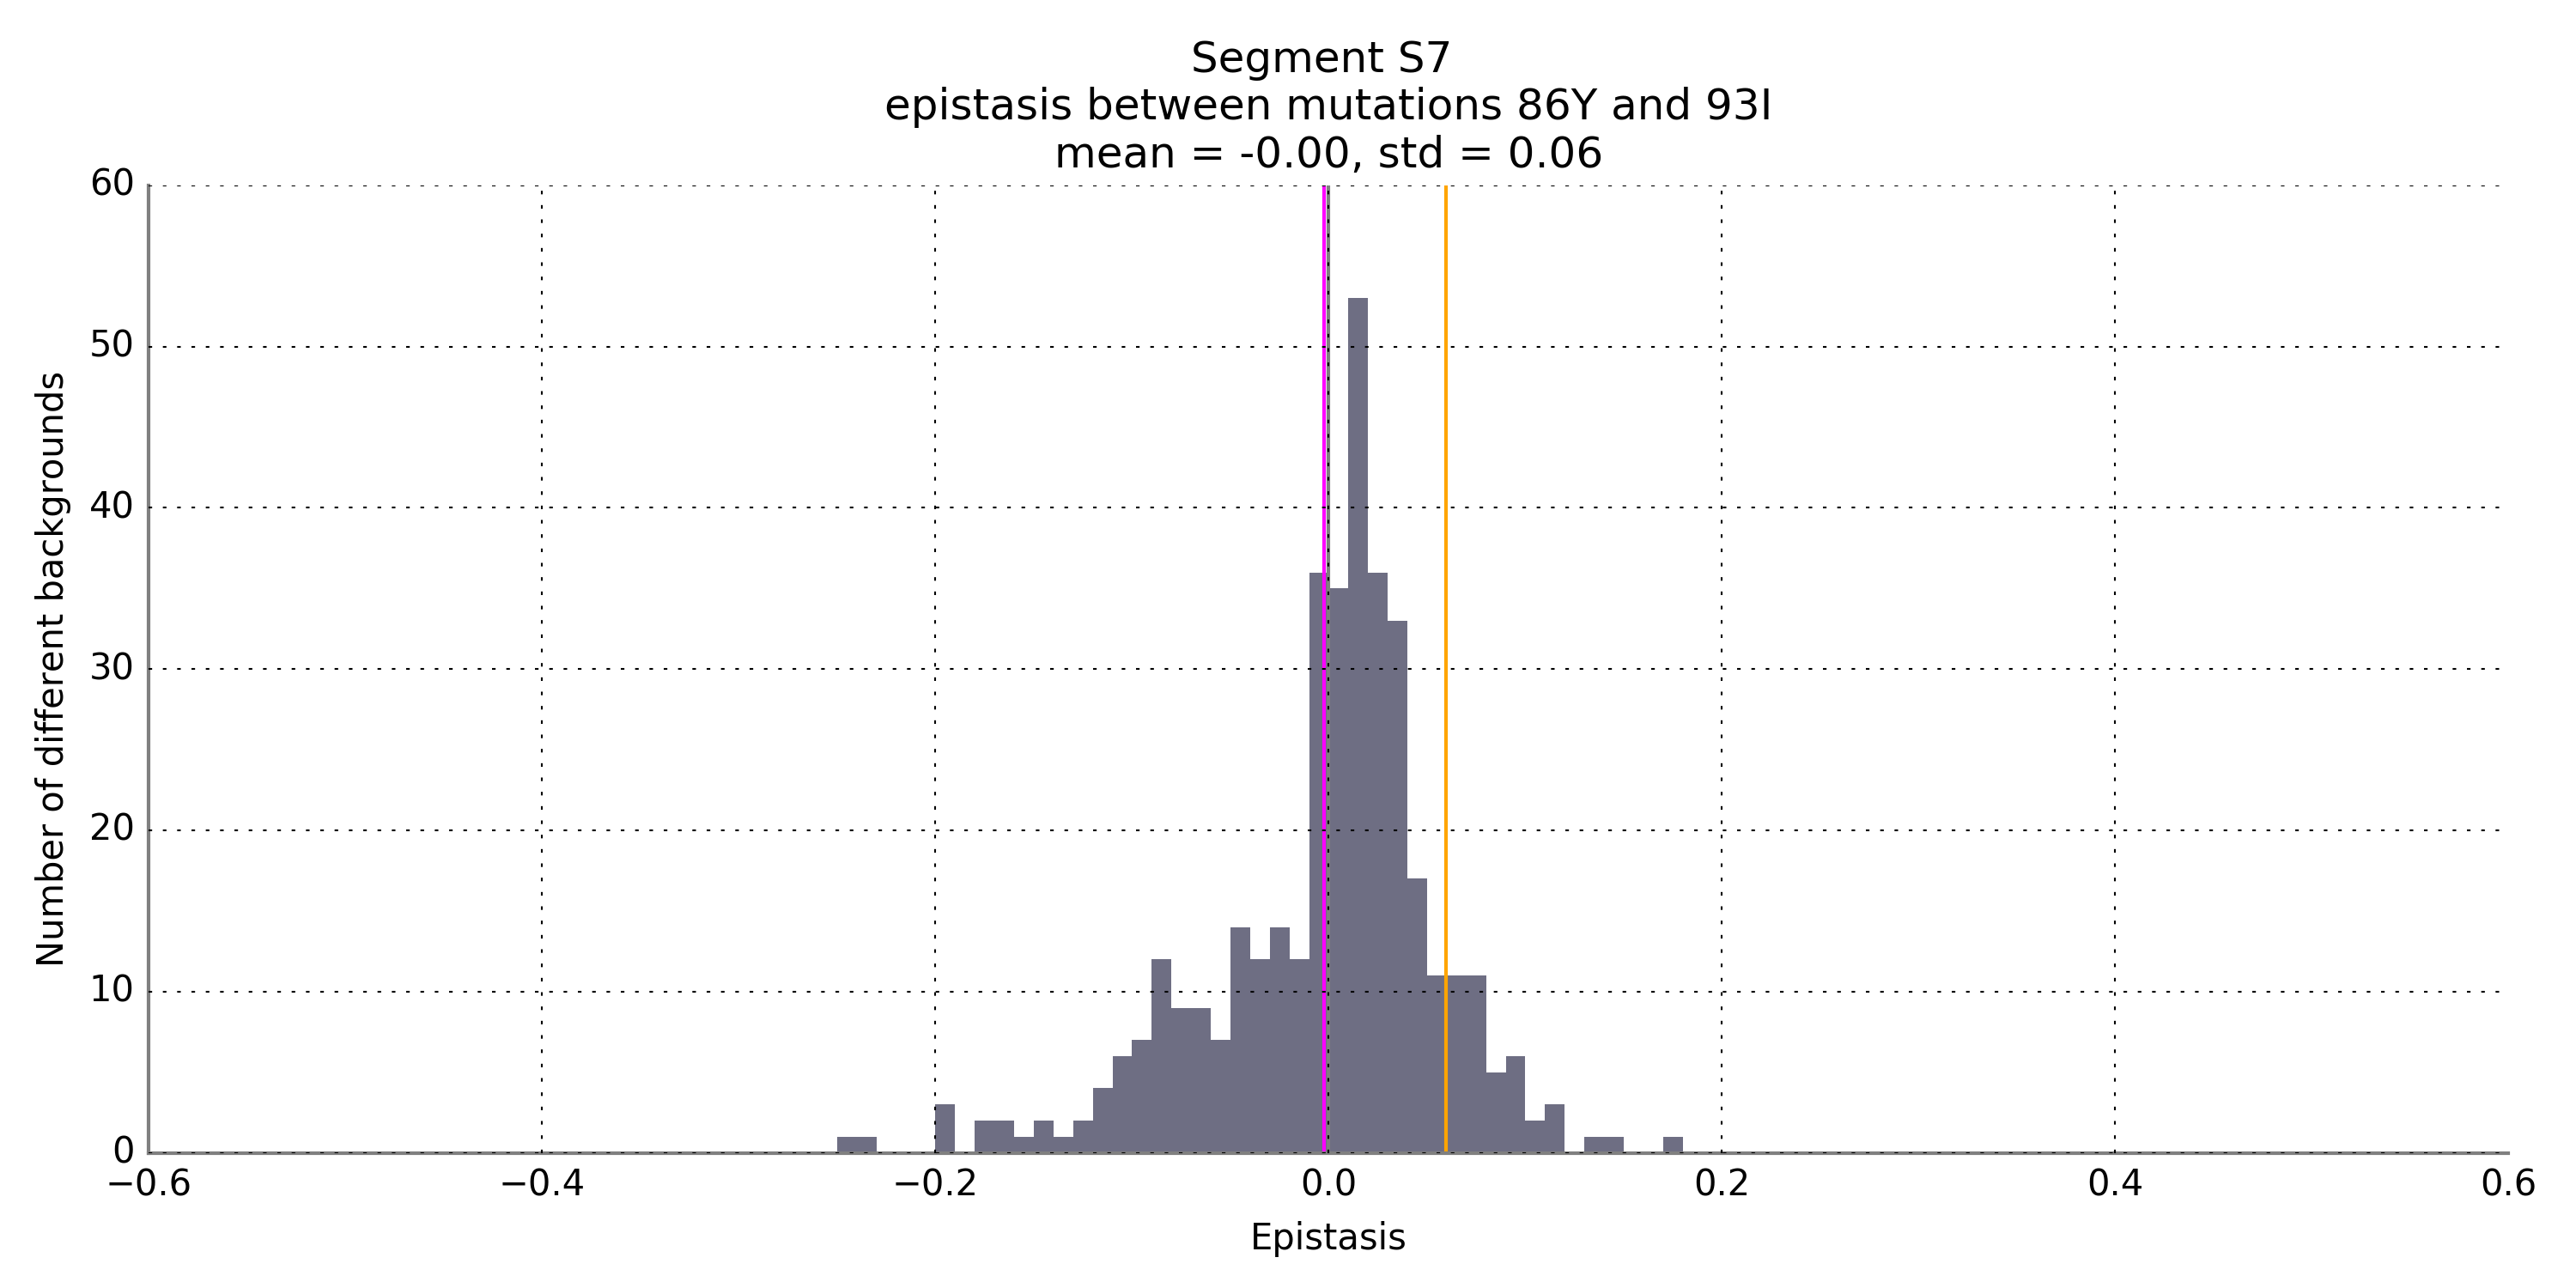 Segment S7
epistasis between mutations 86Y and 93I
mean = -0.00, std = 0.06
60
50
40
30
20
10
0
Number of different backgrounds
−0.6
−0.4
−0.2
0.0
0.2
0.4
0.6
Epistasis